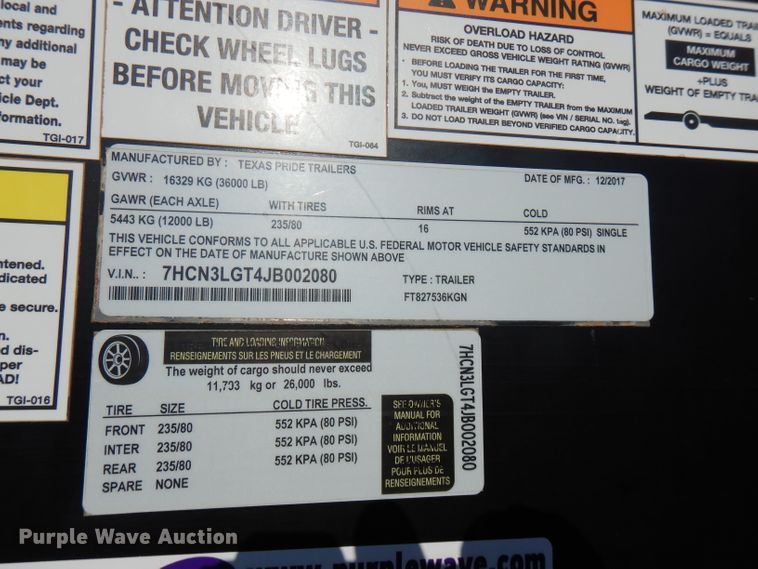 local and
ents regarding
ny additional
may be
ct your
icle Dept.
formation.
TGI-017
- ATTENTION DRIVER -
CHECK WHEEL LUGS
BEFORE MOVING THIS
VEHICLE
TGI-064
WARNING
OVERLOAD HAZARD
RISK OF DEATH DUE TO LOSS OF CONTROL
NEVER EXCEED GROSS VEHICLE WEIGHT RATING (GVWR)
• BEFORE LOADING THE TRAILER FOR THE FIRST TIME,
YOU MUST VERIFY ITS CARGO CAPACITY:
1. You, MUST WEIGH the EMPTY TRAILER.
2. Subtract the weight of the EMPTY TRAILER from the MAXIMUM
LOADED TRAILER WEIGHT (GVWR) (see VIN / SERIAL No. tag).
3. DO NOT LOAD TRAILER BEYOND VERIFIED CARGO CAPACITY.
MAXIMUM LOADED TRAI
(GVWR) = EQUALS
MAXIMUM
CARGO WEIGHT
+PLUS
WEIGHT OF EMPTY TRA
MANUFACTURED BY : TEXAS PRIDE TRAILERS
DATE OF MFG. : 12/2017
GVWR : 16329 KG (36000 LB)
GAWR (EACH AXLE) WITH TIRES RIMS AT COLD
5443 KG (12000 LB) 235/80 16 552 KPA (80 PSI) SINGLE
THIS VEHICLE CONFORMS TO ALL APPLICABLE U.S. FEDERAL MOTOR VEHICLE SAFETY STANDARDS IN
EFFECT ON THE DATE OF MANUFACTURE SHOWN ABOVE
V.I.N.. : 7HCN3LGT4JB002080 TYPE : TRAILER
FT827536KGN
ntened.
dicated
e secure.
n.
d dis-
per
AD!
TGI-016
TIRE AND LOADING INFORMATION
RENSEIGNEMENTS SUR LES PNEUS ET LE CHARGEMENT
The weight of cargo should never exceed
11,793 kg or 26,000 lbs.
TIRE SIZE COLD TIRE PRESS.
FRONT 235/80 552 KPA (80 PSI)
INTER 235/80 552 KPA (80 PSI)
REAR 235/80 552 KPA (80 PSI)
SPARE NONE
SEE OWNER'S
MANUAL FOR
ADDITIONAL
INFORMATION
VOIR LE MANUEL
DE L'USAGER
POUR PLUS DE
RENSEIGNEMENTS
7HCN3LGT4JB002080
Purple Wave Auction
www.purplewave.com